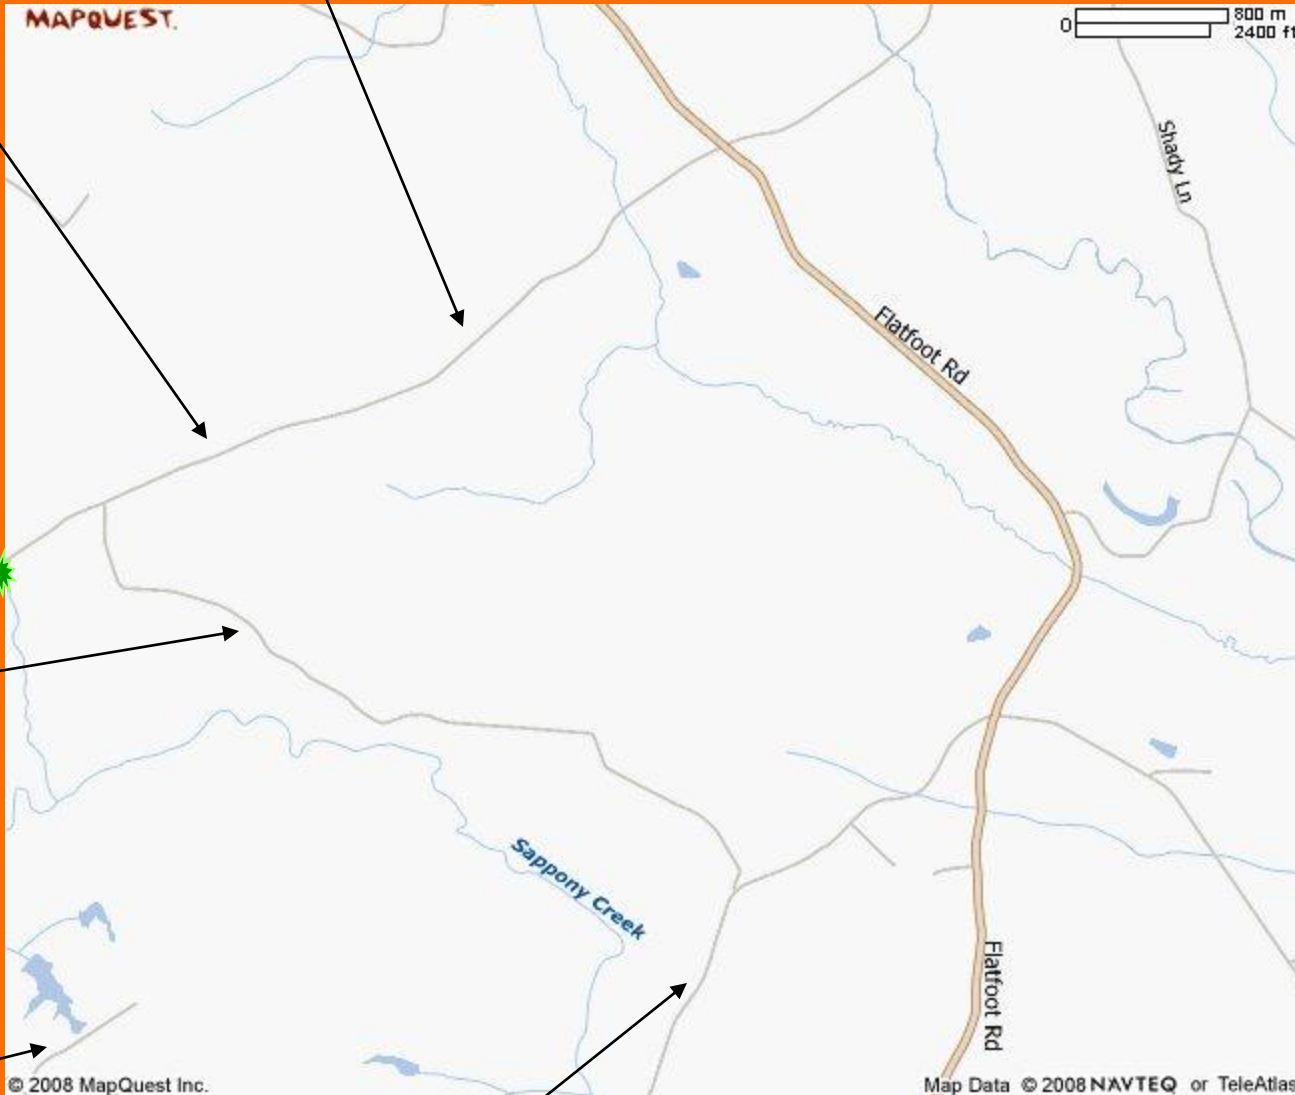 MAPQUEST.
0 800 m
2400 ft
Shady Ln
Flatfoot Rd
Sappony Creek
Flatfoot Rd
© 2008 MapQuest Inc.
Map Data © 2008 NAVTEQ or TeleAtlas